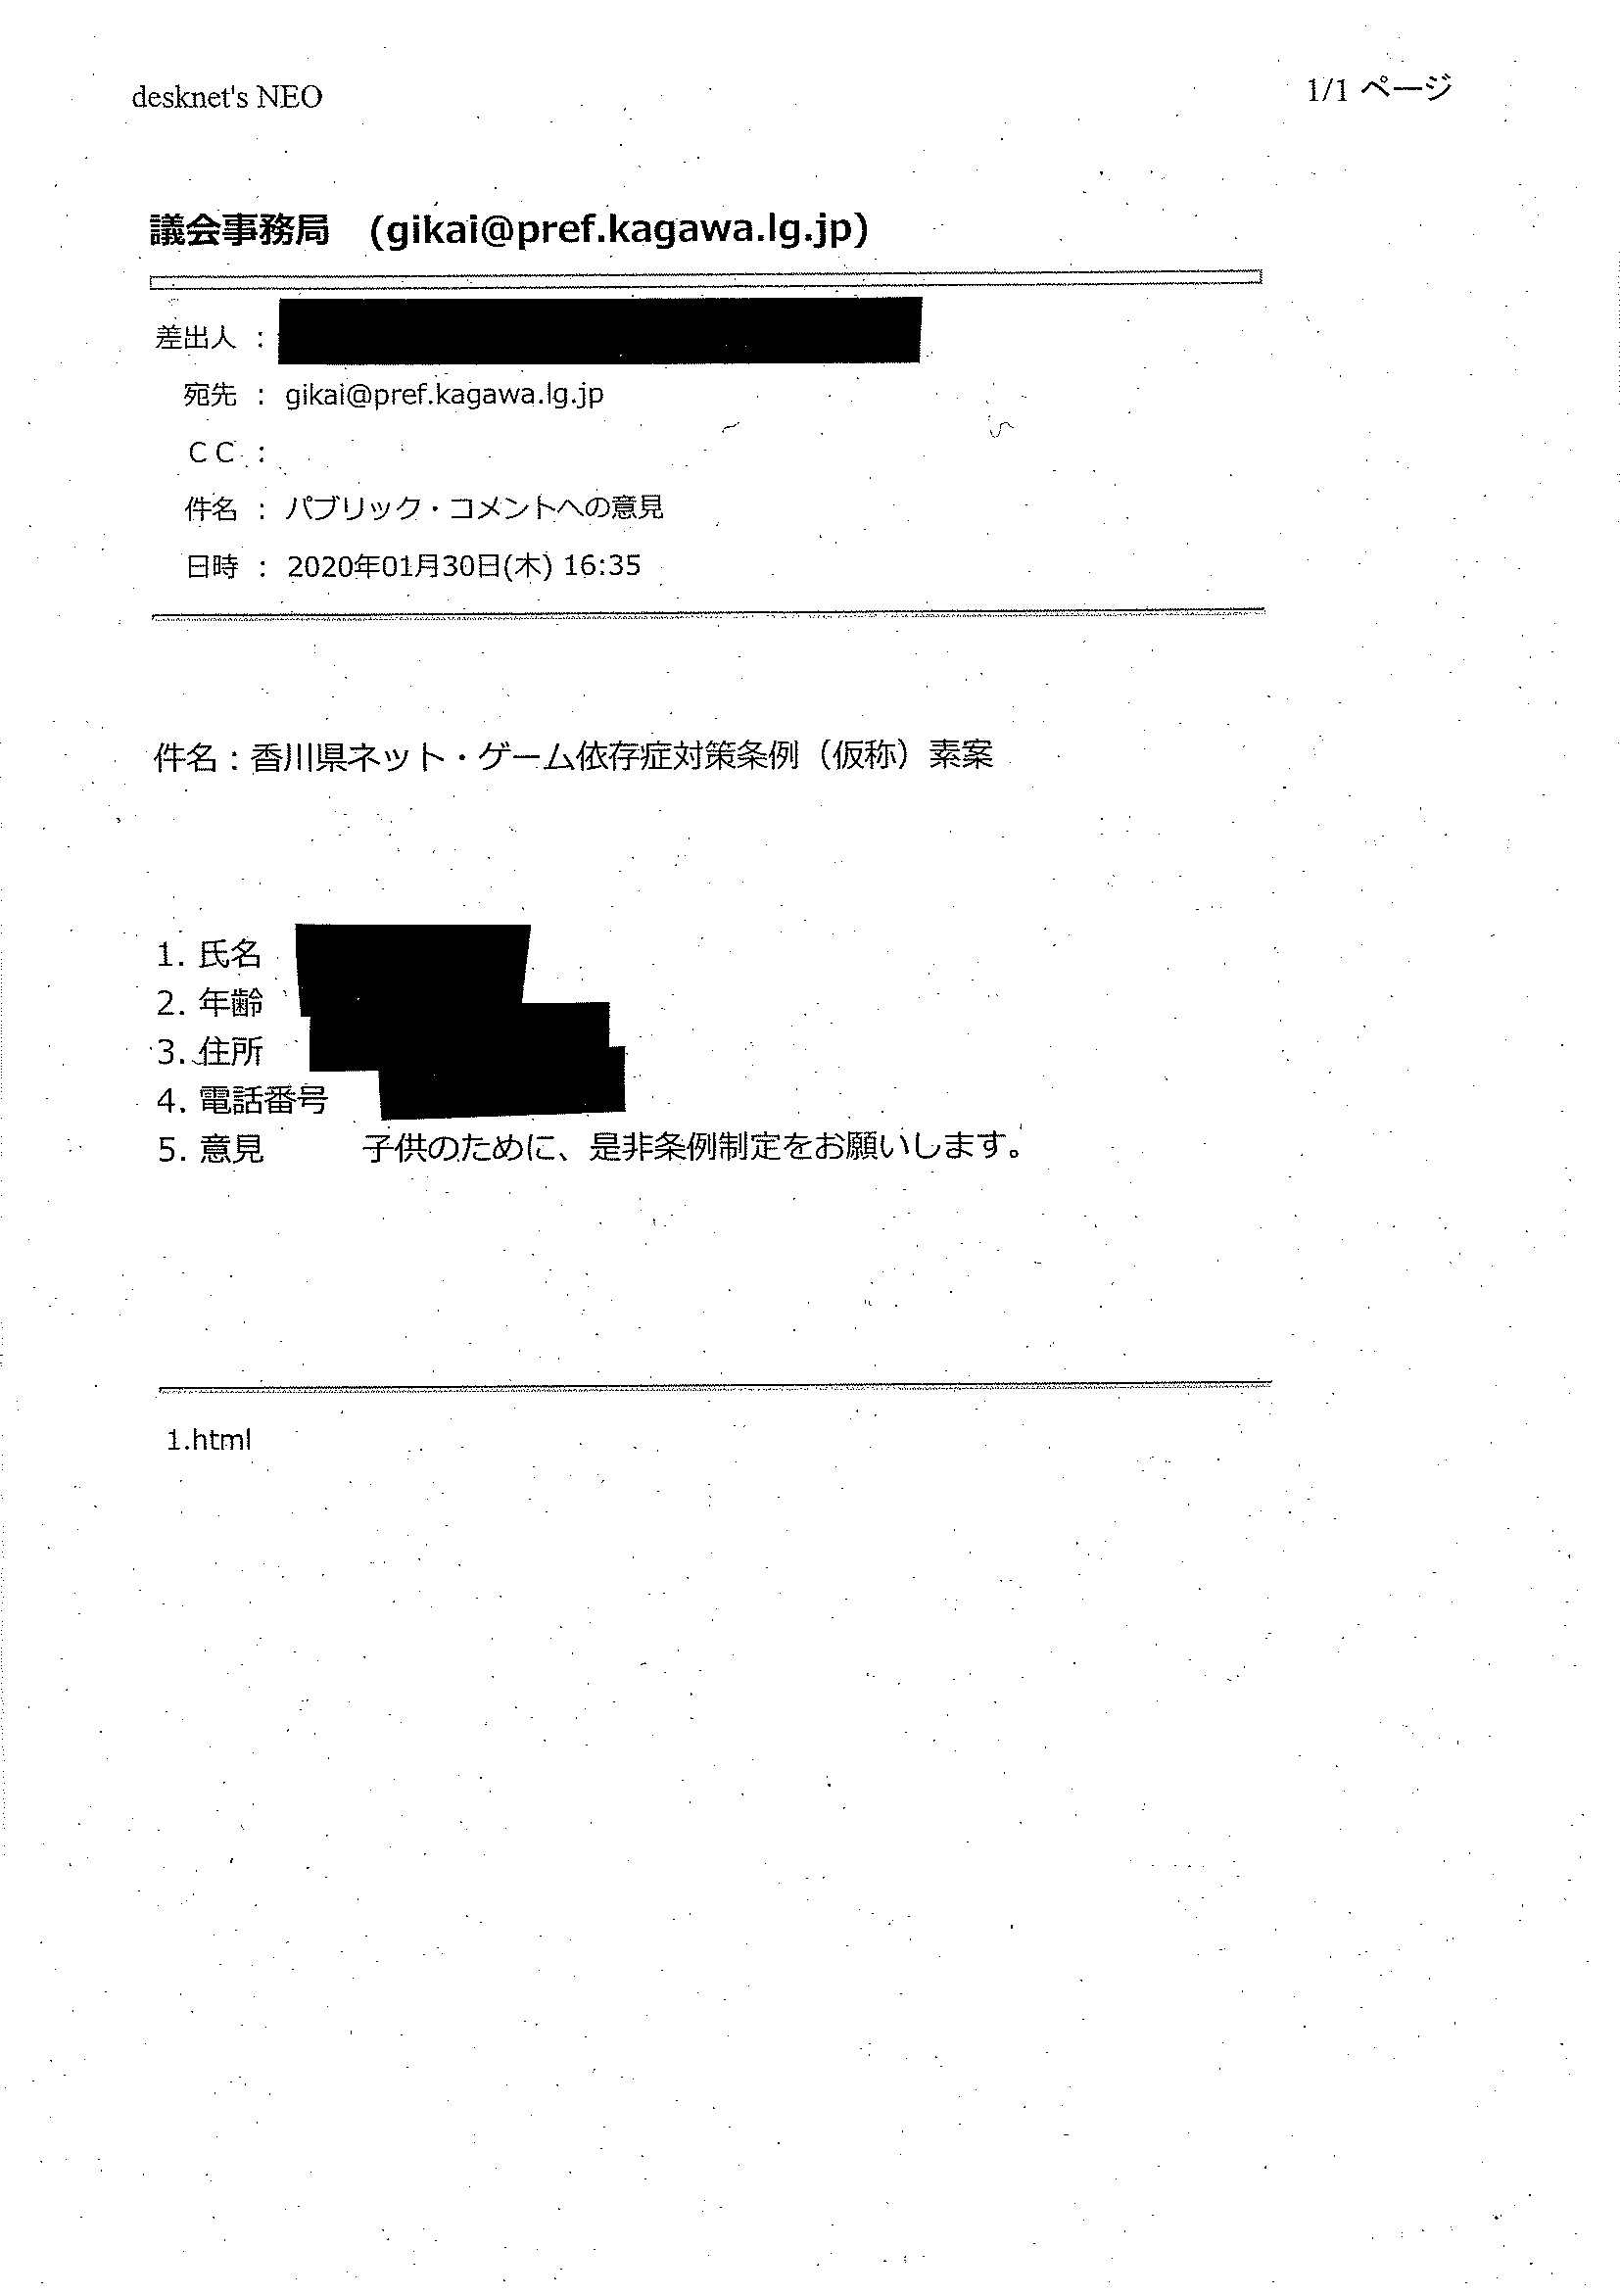 desknet's NEO
1/1 ページ
議会事務局 (gikai@pref.kagawa.lg.jp)
差出人 :
宛先 : gikai@pref.kagawa.lg.jp
CC :
件名 : パブリック・コメントへの意見
日時 : 2020年01月30日(木) 16:35
件名：香川県ネット・ゲーム依存症対策条例（仮称）素案
1. 氏名
2. 年齢
3. 住所
4. 電話番号
5. 意見 子供のために、是非条例制定をお願いします。
1.html